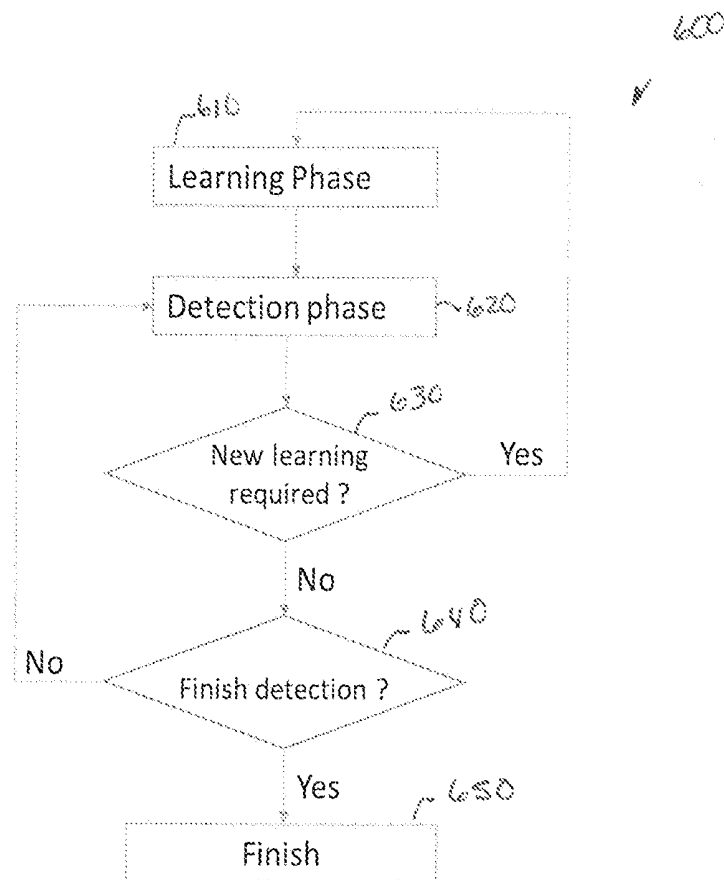 600
610
Learning Phase
Detection phase
620
630
New learning
required ?
Yes
No
640
No
Finish detection ?
Yes
650
Finish